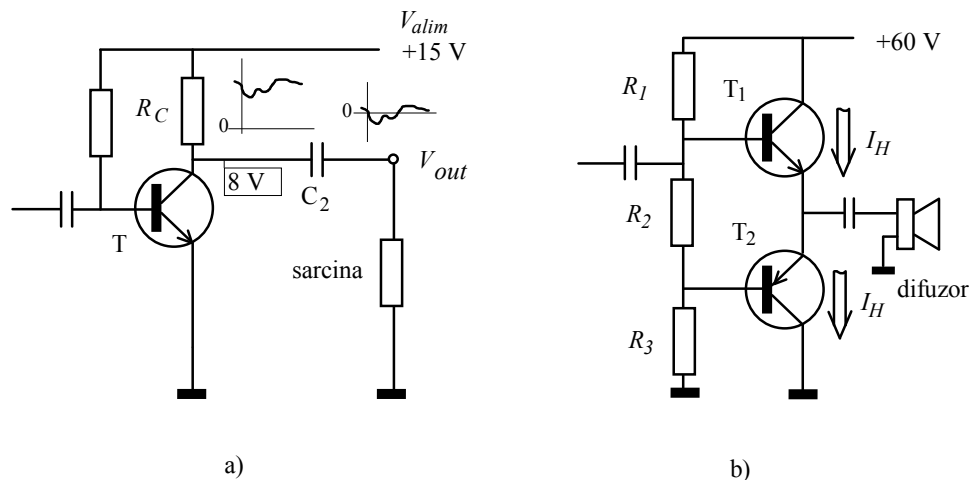 V_alim
+15 V
R_C
0
0
8 V
C_2
V_out
T
sarcina
a)
+60 V
R_1
T_1
I_H
R_2
T_2
difuzor
I_H
R_3
b)